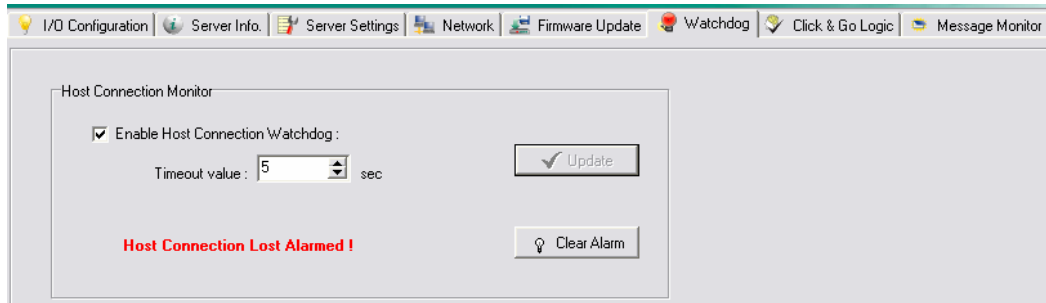 I/O Configuration Server Info. Server Settings Network Firmware Update Watchdog Click & Go Logic Message Monitor
Host Connection Monitor
Enable Host Connection Watchdog :
Timeout value : 5 sec
Update
Host Connection Lost Alarmed !
Clear Alarm